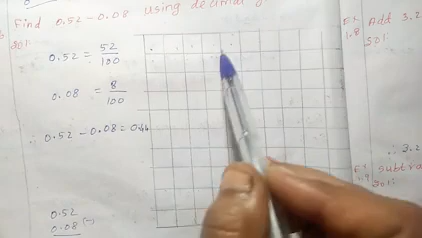 Find 0.52 - 0.08 using decimal
Sol:
0.52 = 52/100
0.08 = 8/100
∴ 0.52 - 0.08 = 0.44
0.52
0.08 (-)
Ex
1.8
Add 3.2
Sol:
∴ 3.2
Ex
Subtra
Sol: